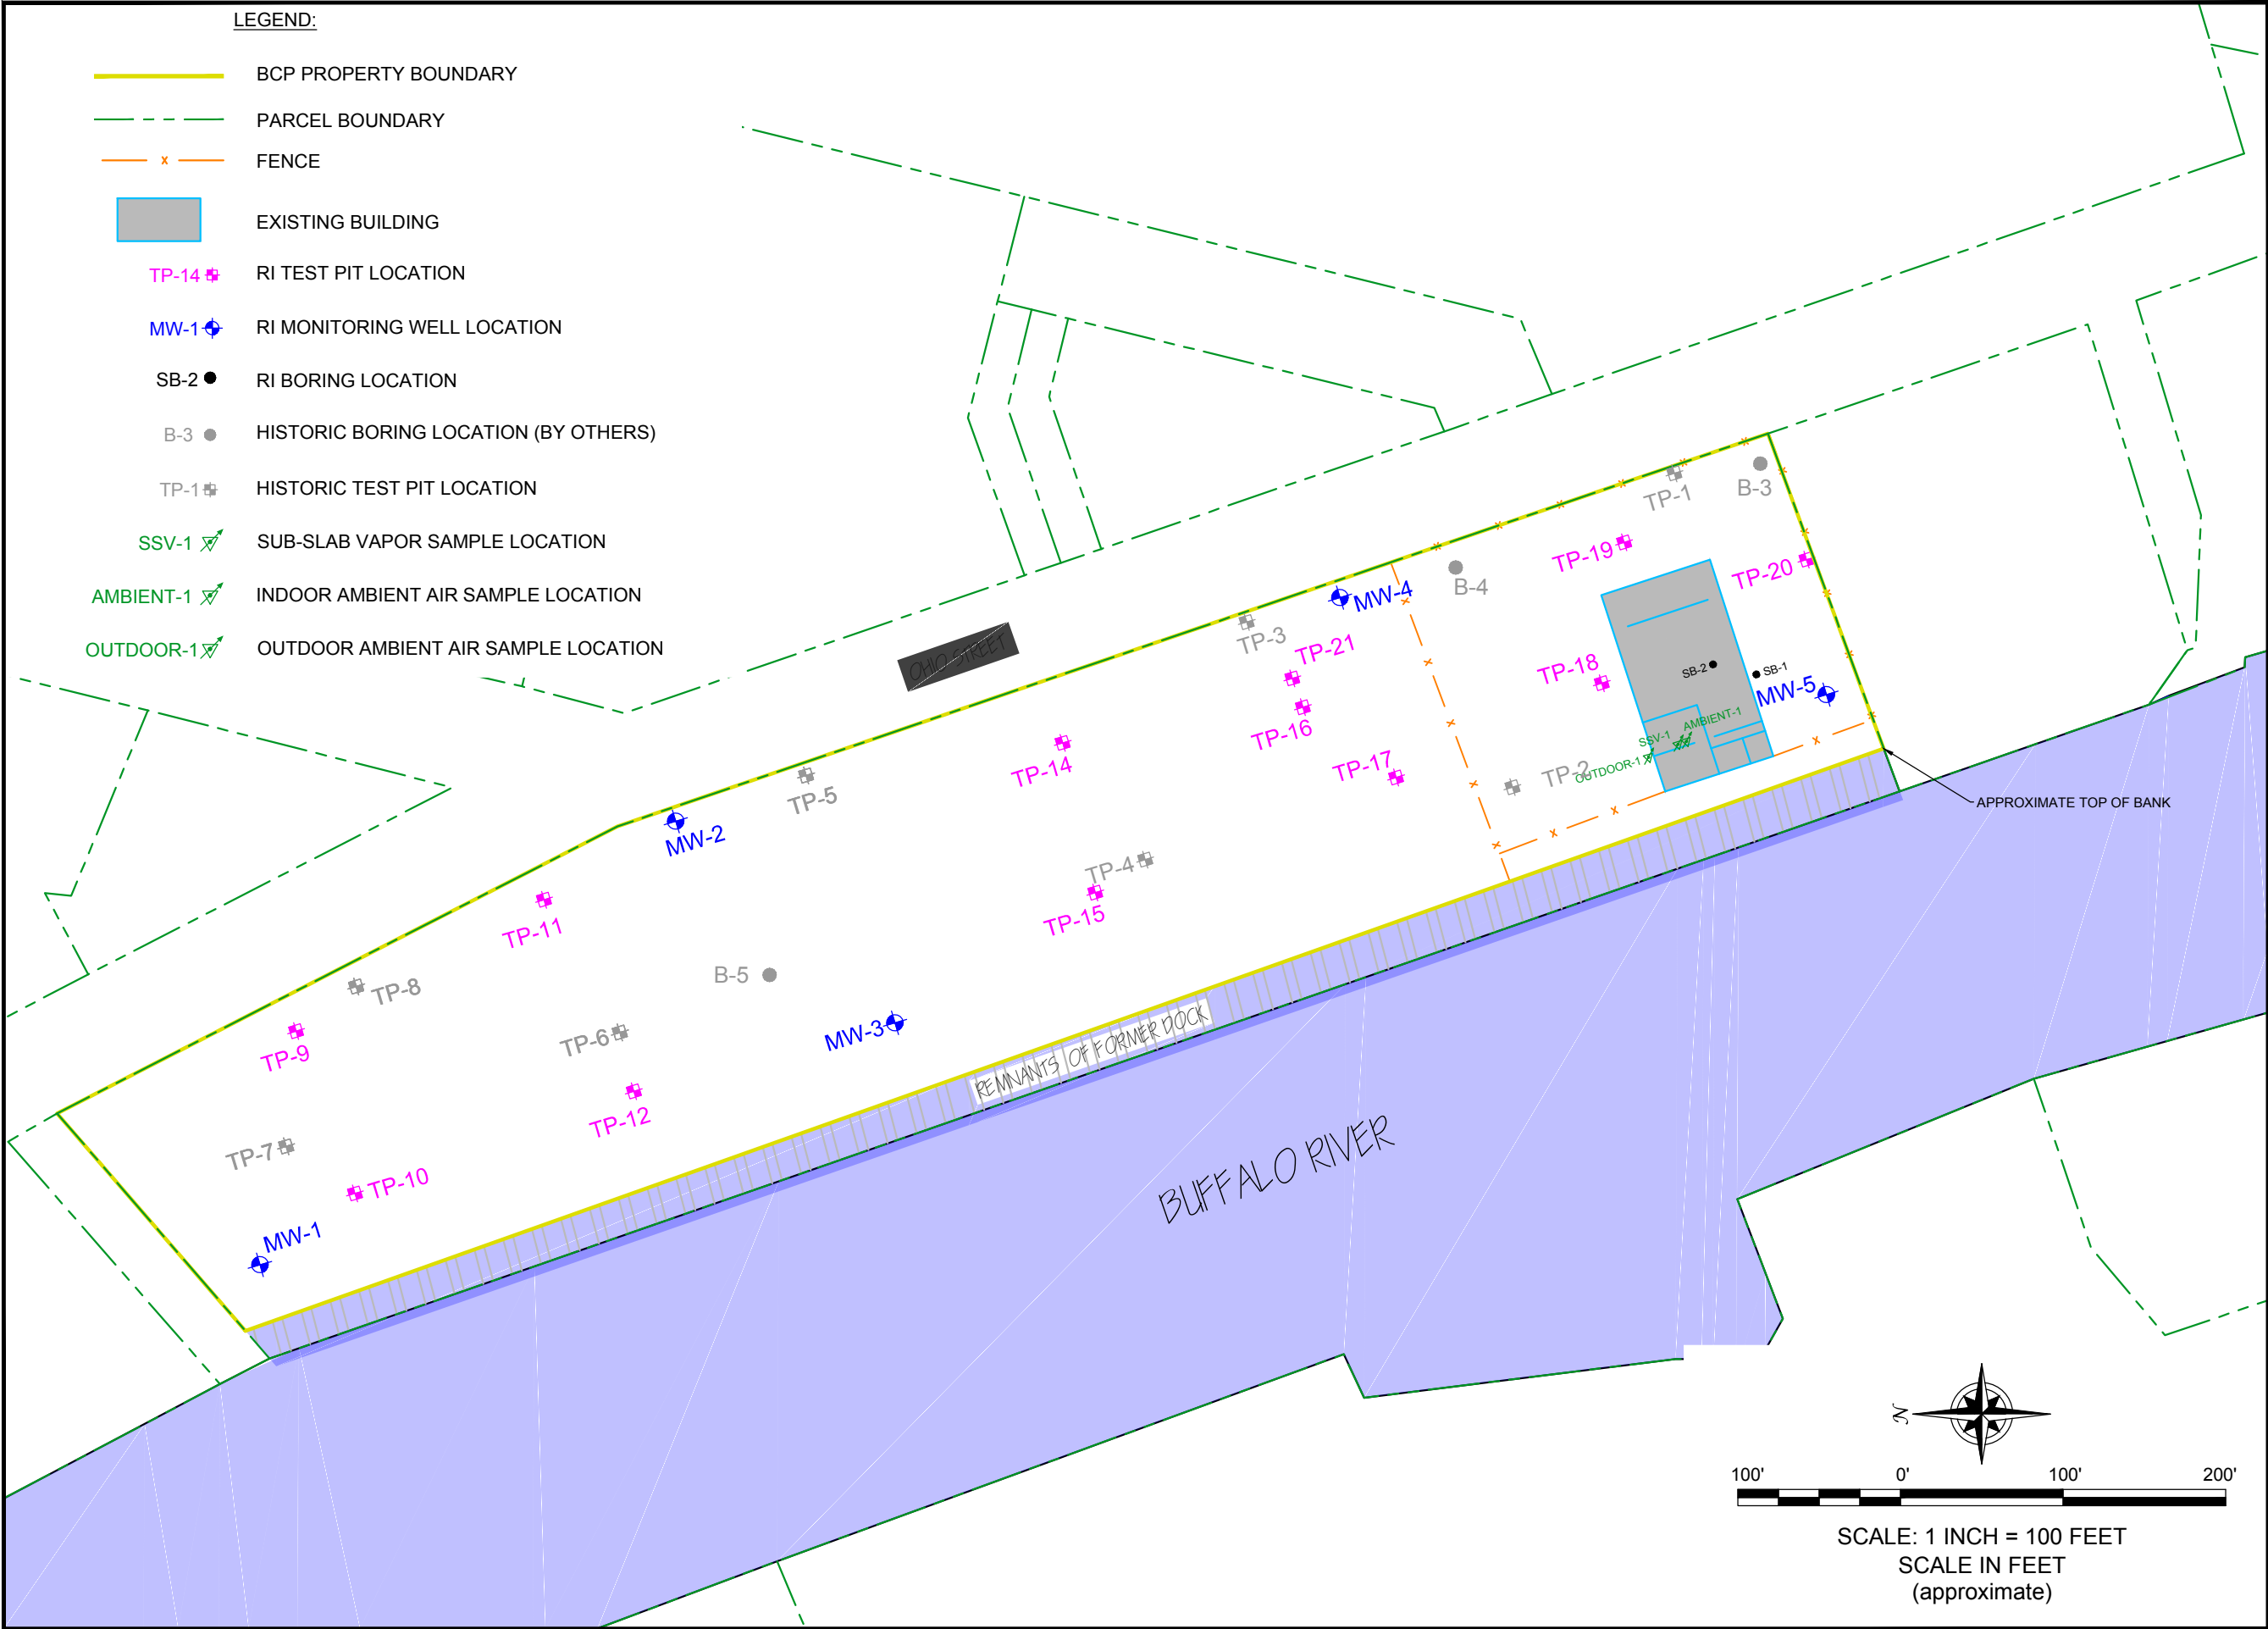 LEGEND:
BCP PROPERTY BOUNDARY
PARCEL BOUNDARY
x
FENCE
EXISTING BUILDING
TP-14
RI TEST PIT LOCATION
MW-1
RI MONITORING WELL LOCATION
SB-2
RI BORING LOCATION
B-3
HISTORIC BORING LOCATION (BY OTHERS)
TP-1
HISTORIC TEST PIT LOCATION
SSV-1
SUB-SLAB VAPOR SAMPLE LOCATION
AMBIENT-1
INDOOR AMBIENT AIR SAMPLE LOCATION
OUTDOOR-1
OUTDOOR AMBIENT AIR SAMPLE LOCATION
OHIO STREET
TP-1
B-3
TP-19
TP-20
B-4
MW-4
TP-3
TP-21
TP-18
SB-2
SB-1
MW-5
AMBIENT-1
SSV-1
OUTDOOR-1
TP-16
TP-17
TP-2
TP-14
TP-5
MW-2
APPROXIMATE TOP OF BANK
TP-4
TP-15
TP-11
B-5
TP-8
MW-3
TP-6
TP-9
TP-12
REMNANTS OF FORMER DOCK
TP-7
TP-10
MW-1
BUFFALO RIVER
N
100'
0'
100'
200'
SCALE: 1 INCH = 100 FEET
SCALE IN FEET
(approximate)